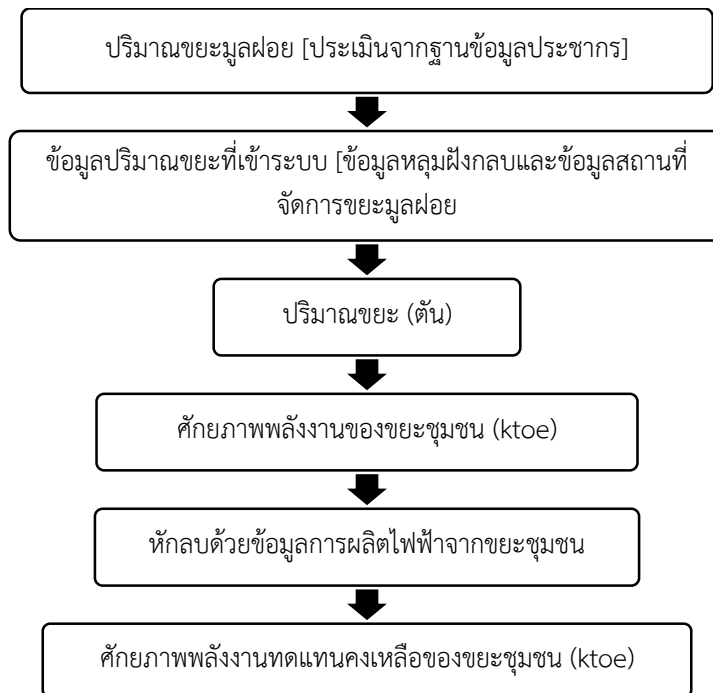 ปริมาณขยะมูลฝอย [ประเมินจากฐานข้อมูลประชากร]
ข้อมูลปริมาณขยะที่เข้าระบบ [ข้อมูลหลุมฝังกลบและข้อมูลสถานที่
จัดการขยะมูลฝอย
ปริมาณขยะ (ตัน)
ศักยภาพพลังงานของขยะชุมชน (ktoe)
หักลบด้วยข้อมูลการผลิตไฟฟ้าจากขยะชุมชน
ศักยภาพพลังงานทดแทนคงเหลือของขยะชุมชน (ktoe)